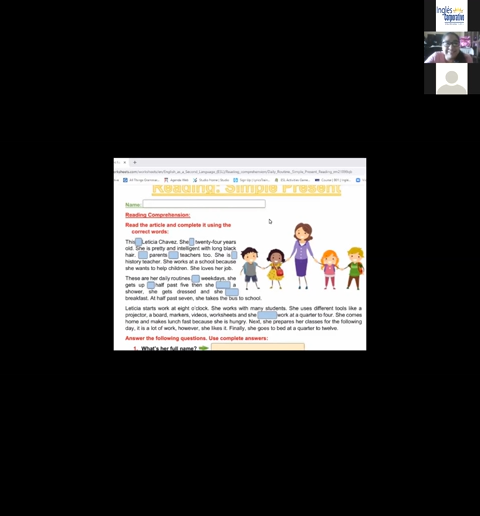 Inglés
Corporativo
Reading: Simple Present
Name:
Reading Comprehension:
Read the article and complete it using the
correct words:
This Leticia Chavez. She twenty-four years
old. She is pretty and intelligent with long black
hair. parents teachers too. She is
history teacher. She works at a school because
she wants to help children. She loves her job.
These are her daily routines weekdays, she
gets up half past five then she a
shower, she gets dressed and she
breakfast. At half past seven, she takes the bus to school.
Leticia starts work at eight o'clock. She works with many students. She uses different tools like a
projector, a board, markers, videos, worksheets and she work at a quarter to four. She comes
home and makes lunch fast because she is hungry. Next, she prepares her classes for the following
day, it is a lot of work, however, she likes it. Finally, she goes to bed at a quarter to twelve.
Answer the following questions. Use complete answers:
1. What's her full name?